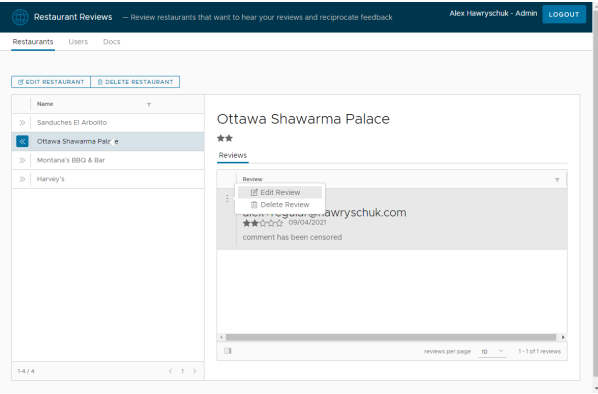 Restaurant Reviews — Review restaurants that want to hear your reviews and reciprocate feedback
Alex Hawryschuk - Admin LOGOUT
Restaurants Users Docs
EDIT RESTAURANT DELETE RESTAURANT
Name
Sanduches El Arbolito
Ottawa Shawarma
Montana's BBQ & Bar
Harvey's
1-4 / 4
1
Ottawa Shawarma Palace
Reviews
Review
Edit Review
Delete Review
alex+regular@hawryschuk.com
09/04/2021
comment has been censored
reviews per page 10 1 - 1 of 1 reviews